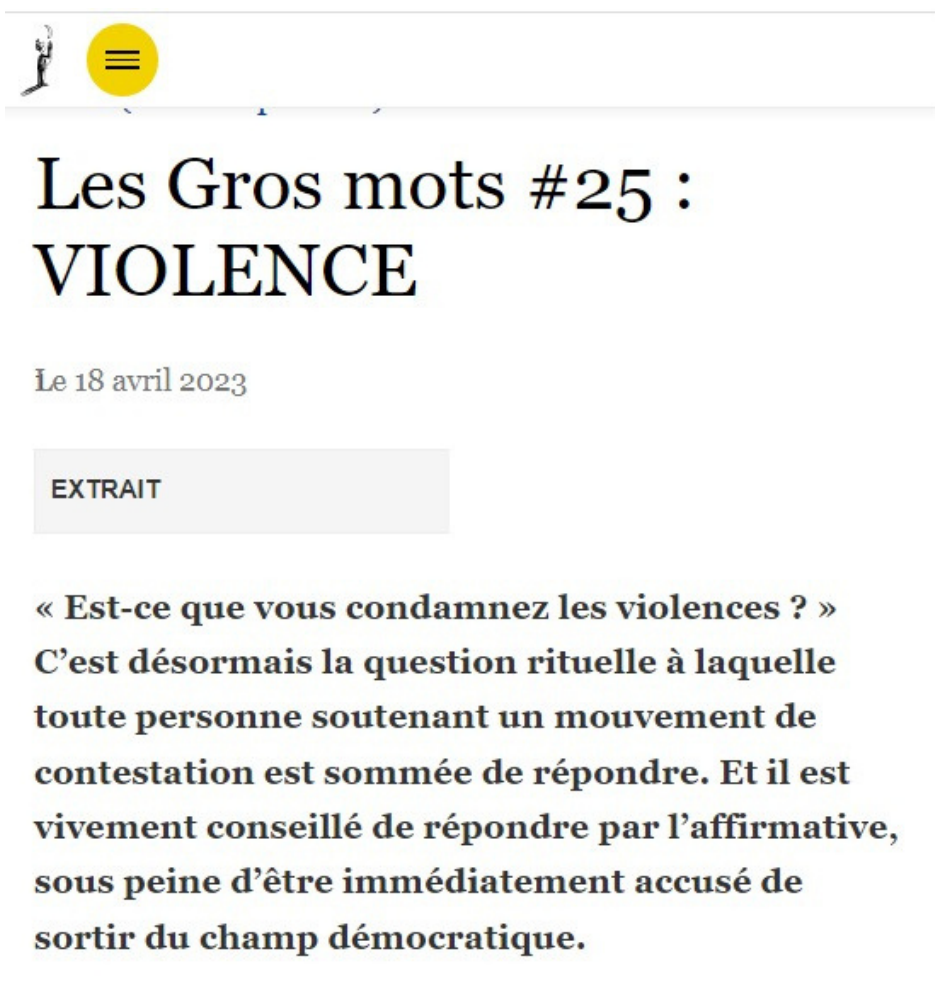 Les Gros mots #25 :
VIOLENCE
Le 18 avril 2023
EXTRAIT
« Est-ce que vous condamnez les violences ? »
C’est désormais la question rituelle à laquelle
toute personne soutenant un mouvement de
contestation est sommée de répondre. Et il est
vivement conseillé de répondre par l’affirmative,
sous peine d’être immédiatement accusé de
sortir du champ démocratique.